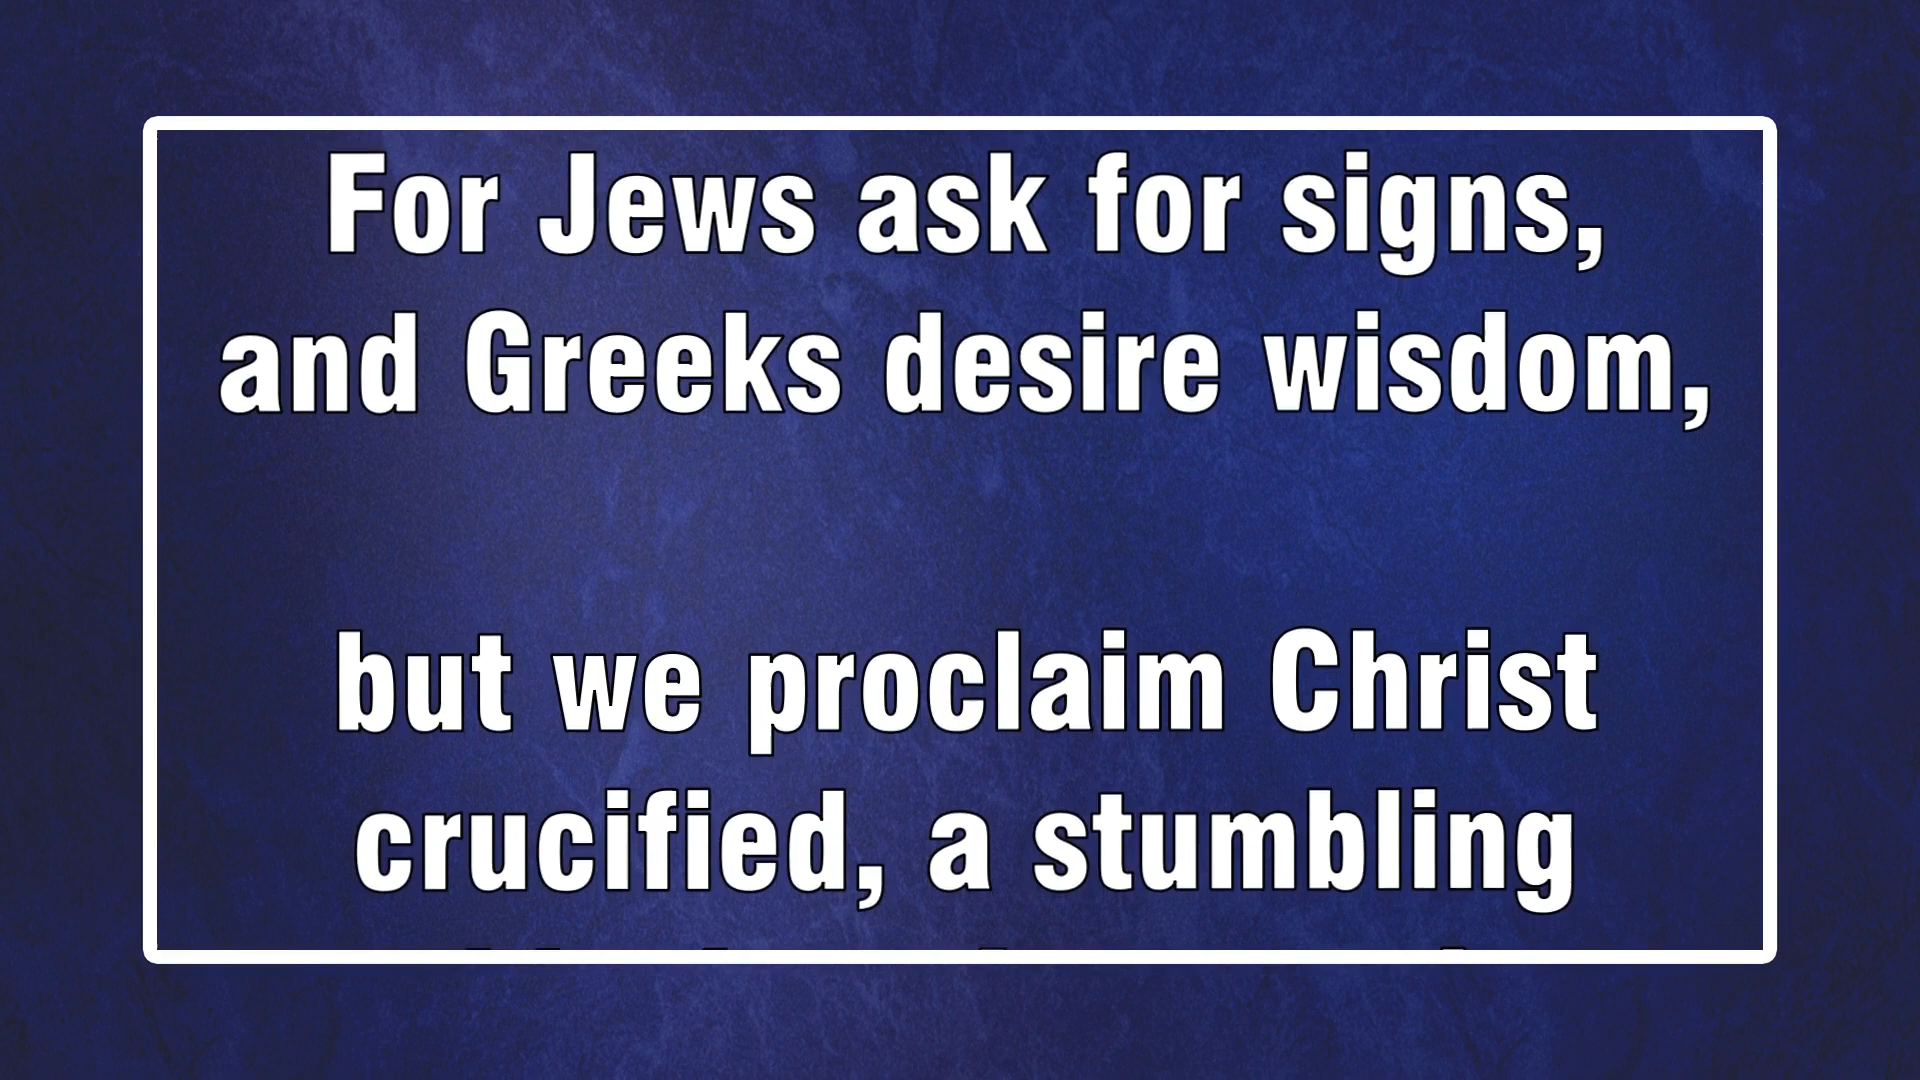 For Jews ask for signs,
and Greeks desire wisdom,
but we proclaim Christ
crucified, a stumbling